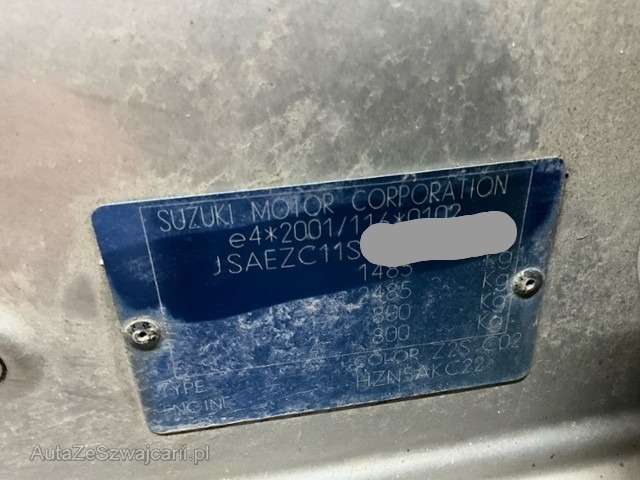 SUZUKI MOTOR CORPORATION
e4*2001/116*0102
JSAEZC11S
1485 Kg
1485 Kg
800 Kg
800 Kg
COLOR Z2S C02
TYPE HZNSAKC22
ENGINE
AutaZeSzwajcarii.pl